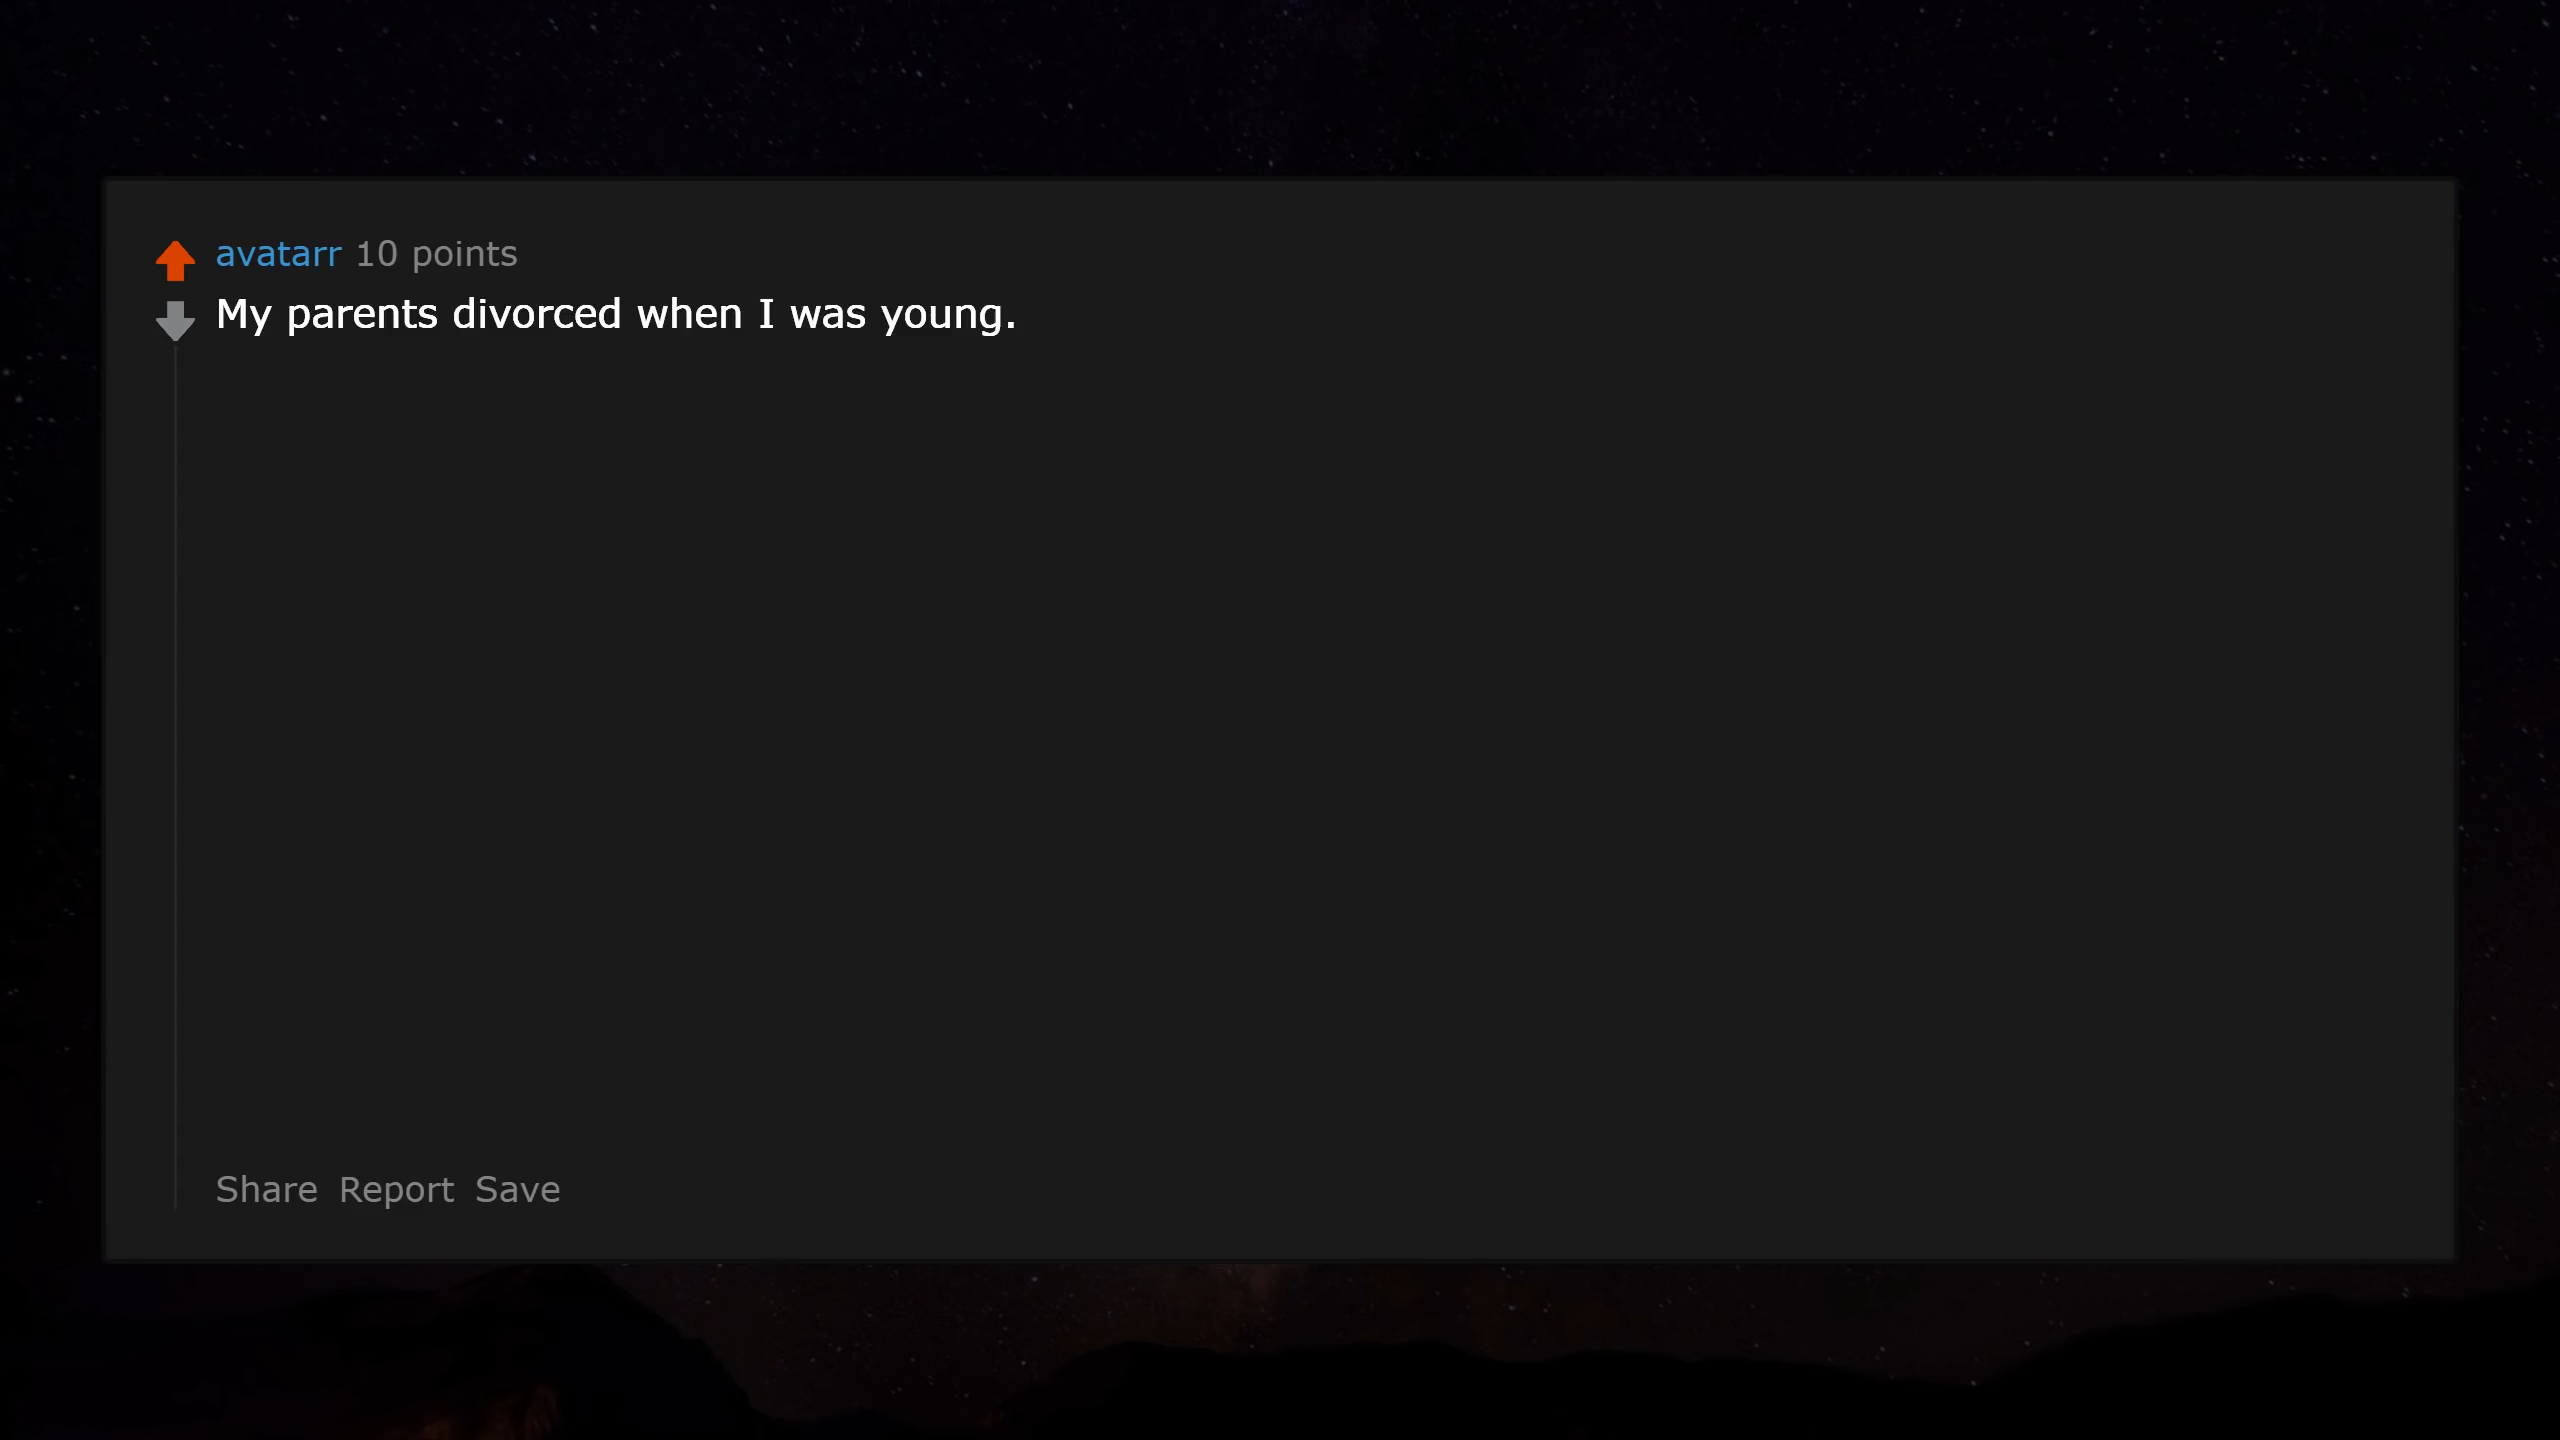 avatarr 10 points
My parents divorced when I was young.
Share Report Save